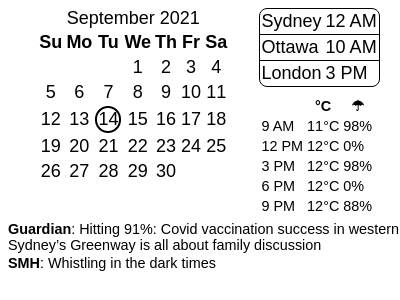 September 2021
Su Mo Tu We Th Fr Sa
1 2 3 4
5 6 7 8 9 10 11
12 13 14 15 16 17 18
19 20 21 22 23 24 25
26 27 28 29 30
Sydney 12 AM
Ottawa 10 AM
London 3 PM
°C ☂
9 AM 11°C 98%
12 PM 12°C 0%
3 PM 12°C 98%
6 PM 12°C 0%
9 PM 12°C 88%
Guardian: Hitting 91%: Covid vaccination success in western
Sydney’s Greenway is all about family discussion
SMH: Whistling in the dark times